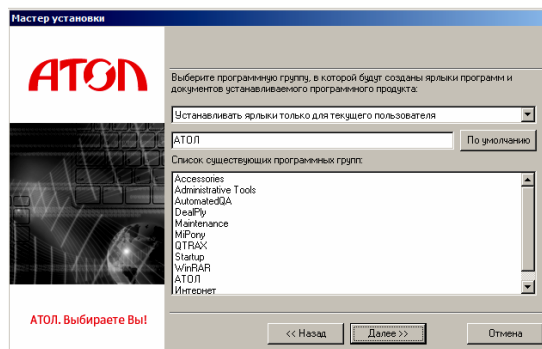 Мастер установки
АТОЛ
Выберите программную группу, в которой будут созданы ярлыки программ и
документов устанавливаемого программного продукта:
Устанавливать ярлыки только для текущего пользователя
АТОЛ
По умолчанию
Список существующих программных групп:
Accessories
Administrative Tools
AutomatedQA
DealPly
Maintenance
MiPony
QTRAX
Startup
WinRAR
АТОЛ
Интернет
АТОЛ. Выбираете Вы!
<< Назад
Далее >>
Отмена